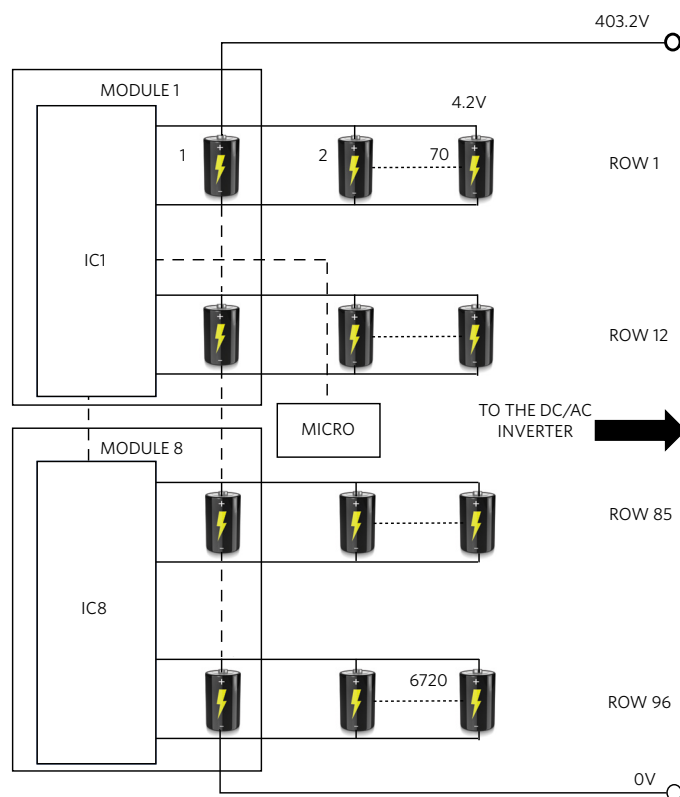 403.2V
MODULE 1
4.2V
1
2
70
ROW 1
IC1
ROW 12
MICRO
TO THE DC/AC
INVERTER
MODULE 8
ROW 85
IC8
6720
ROW 96
0V